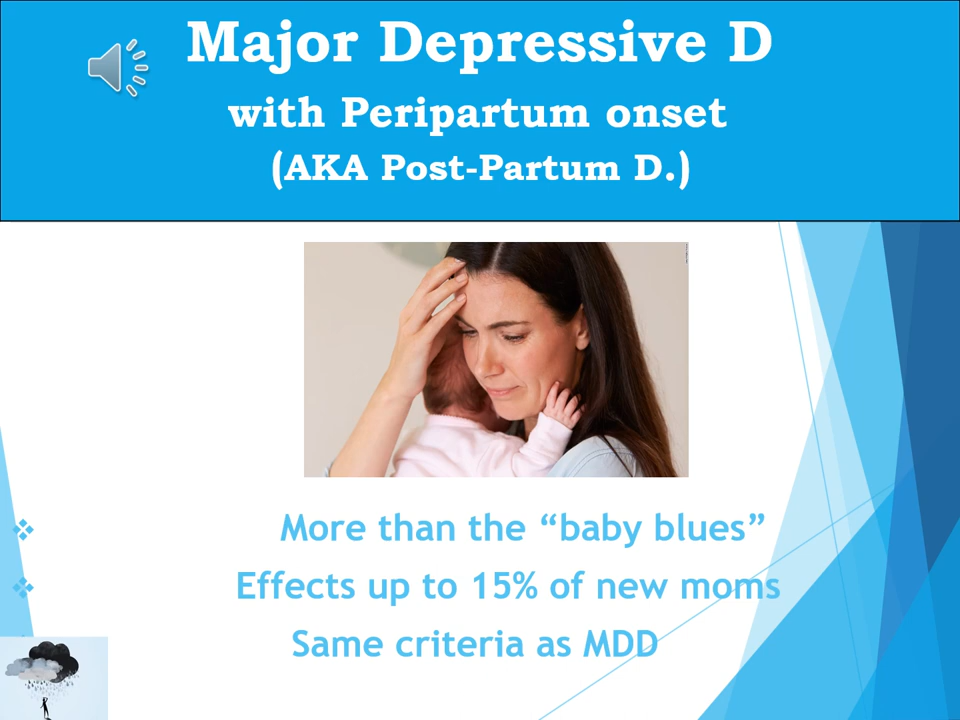 Major Depressive D
with Peripartum onset
(AKA Post-Partum D.)
More than the “baby blues”
Effects up to 15% of new moms
Same criteria as MDD